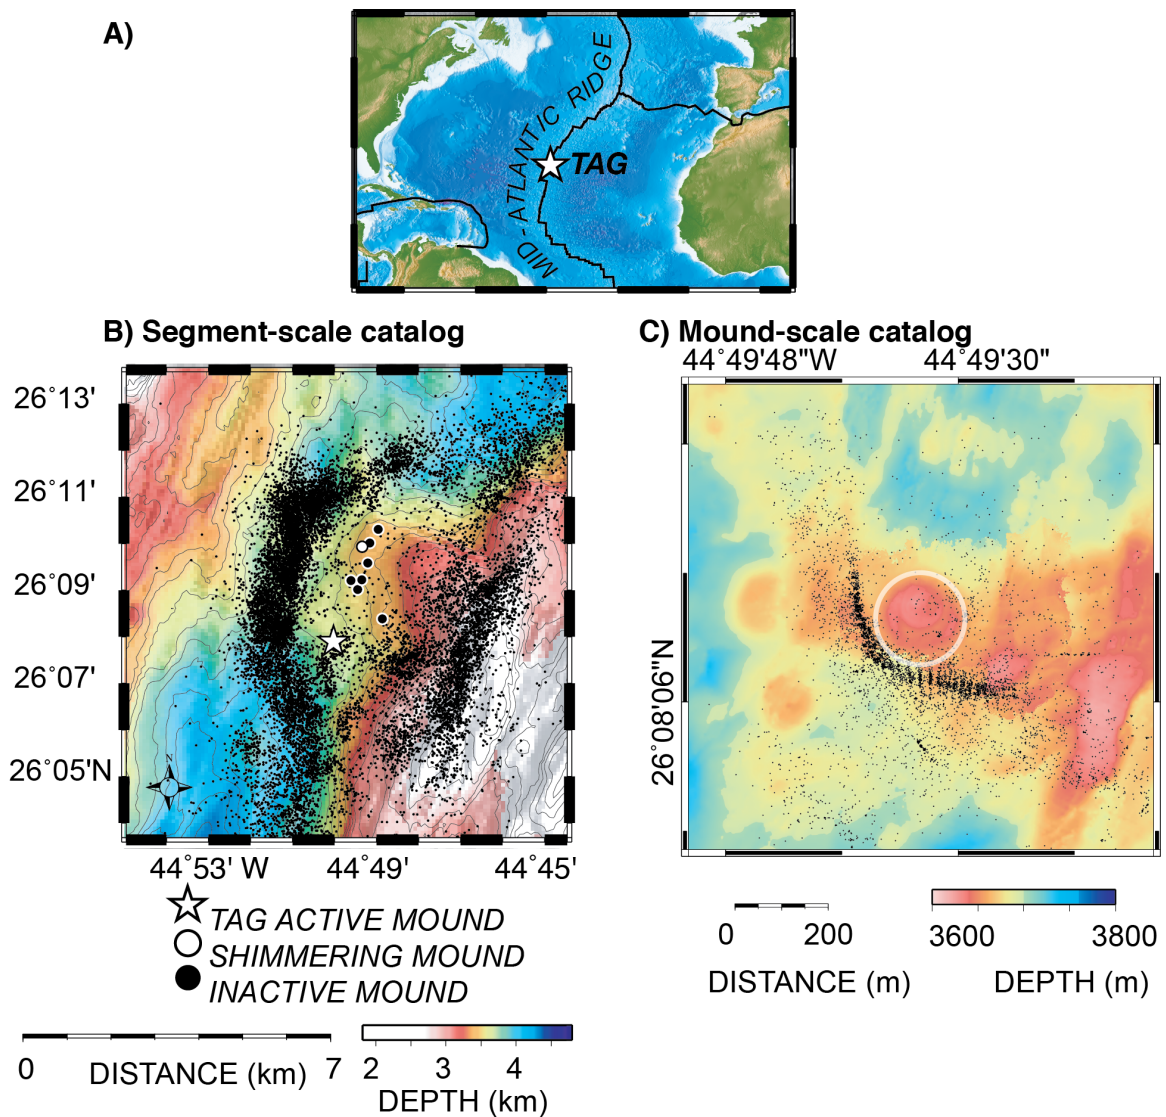 A)
MID-ATLANTIC RIDGE
TAG
B) Segment-scale catalog
26°13'
26°11'
26°09'
26°07'
26°05'N
N
44°53' W
44°49'
44°45'
TAG ACTIVE MOUND
SHIMMERING MOUND
INACTIVE MOUND
0
7
DISTANCE (km)
2
3
4
DEPTH (km)
C) Mound-scale catalog
44°49'48"W
44°49'30"
26°08'06"N
0
200
DISTANCE (m)
3600
3800
DEPTH (m)